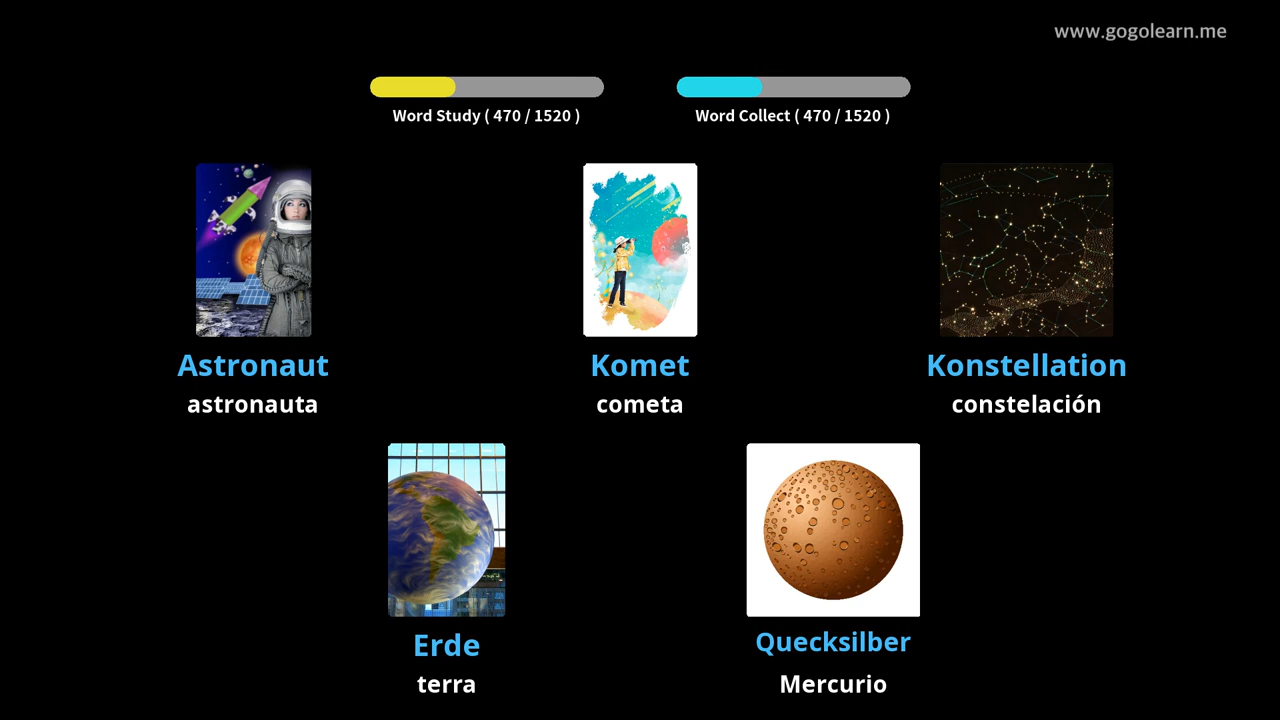 www.gogolearn.me
Word Study ( 470 / 1520 )
Word Collect ( 470 / 1520 )
Astronaut
astronauta
Komet
cometa
Konstellation
constelación
Erde
terra
Quecksilber
Mercurio